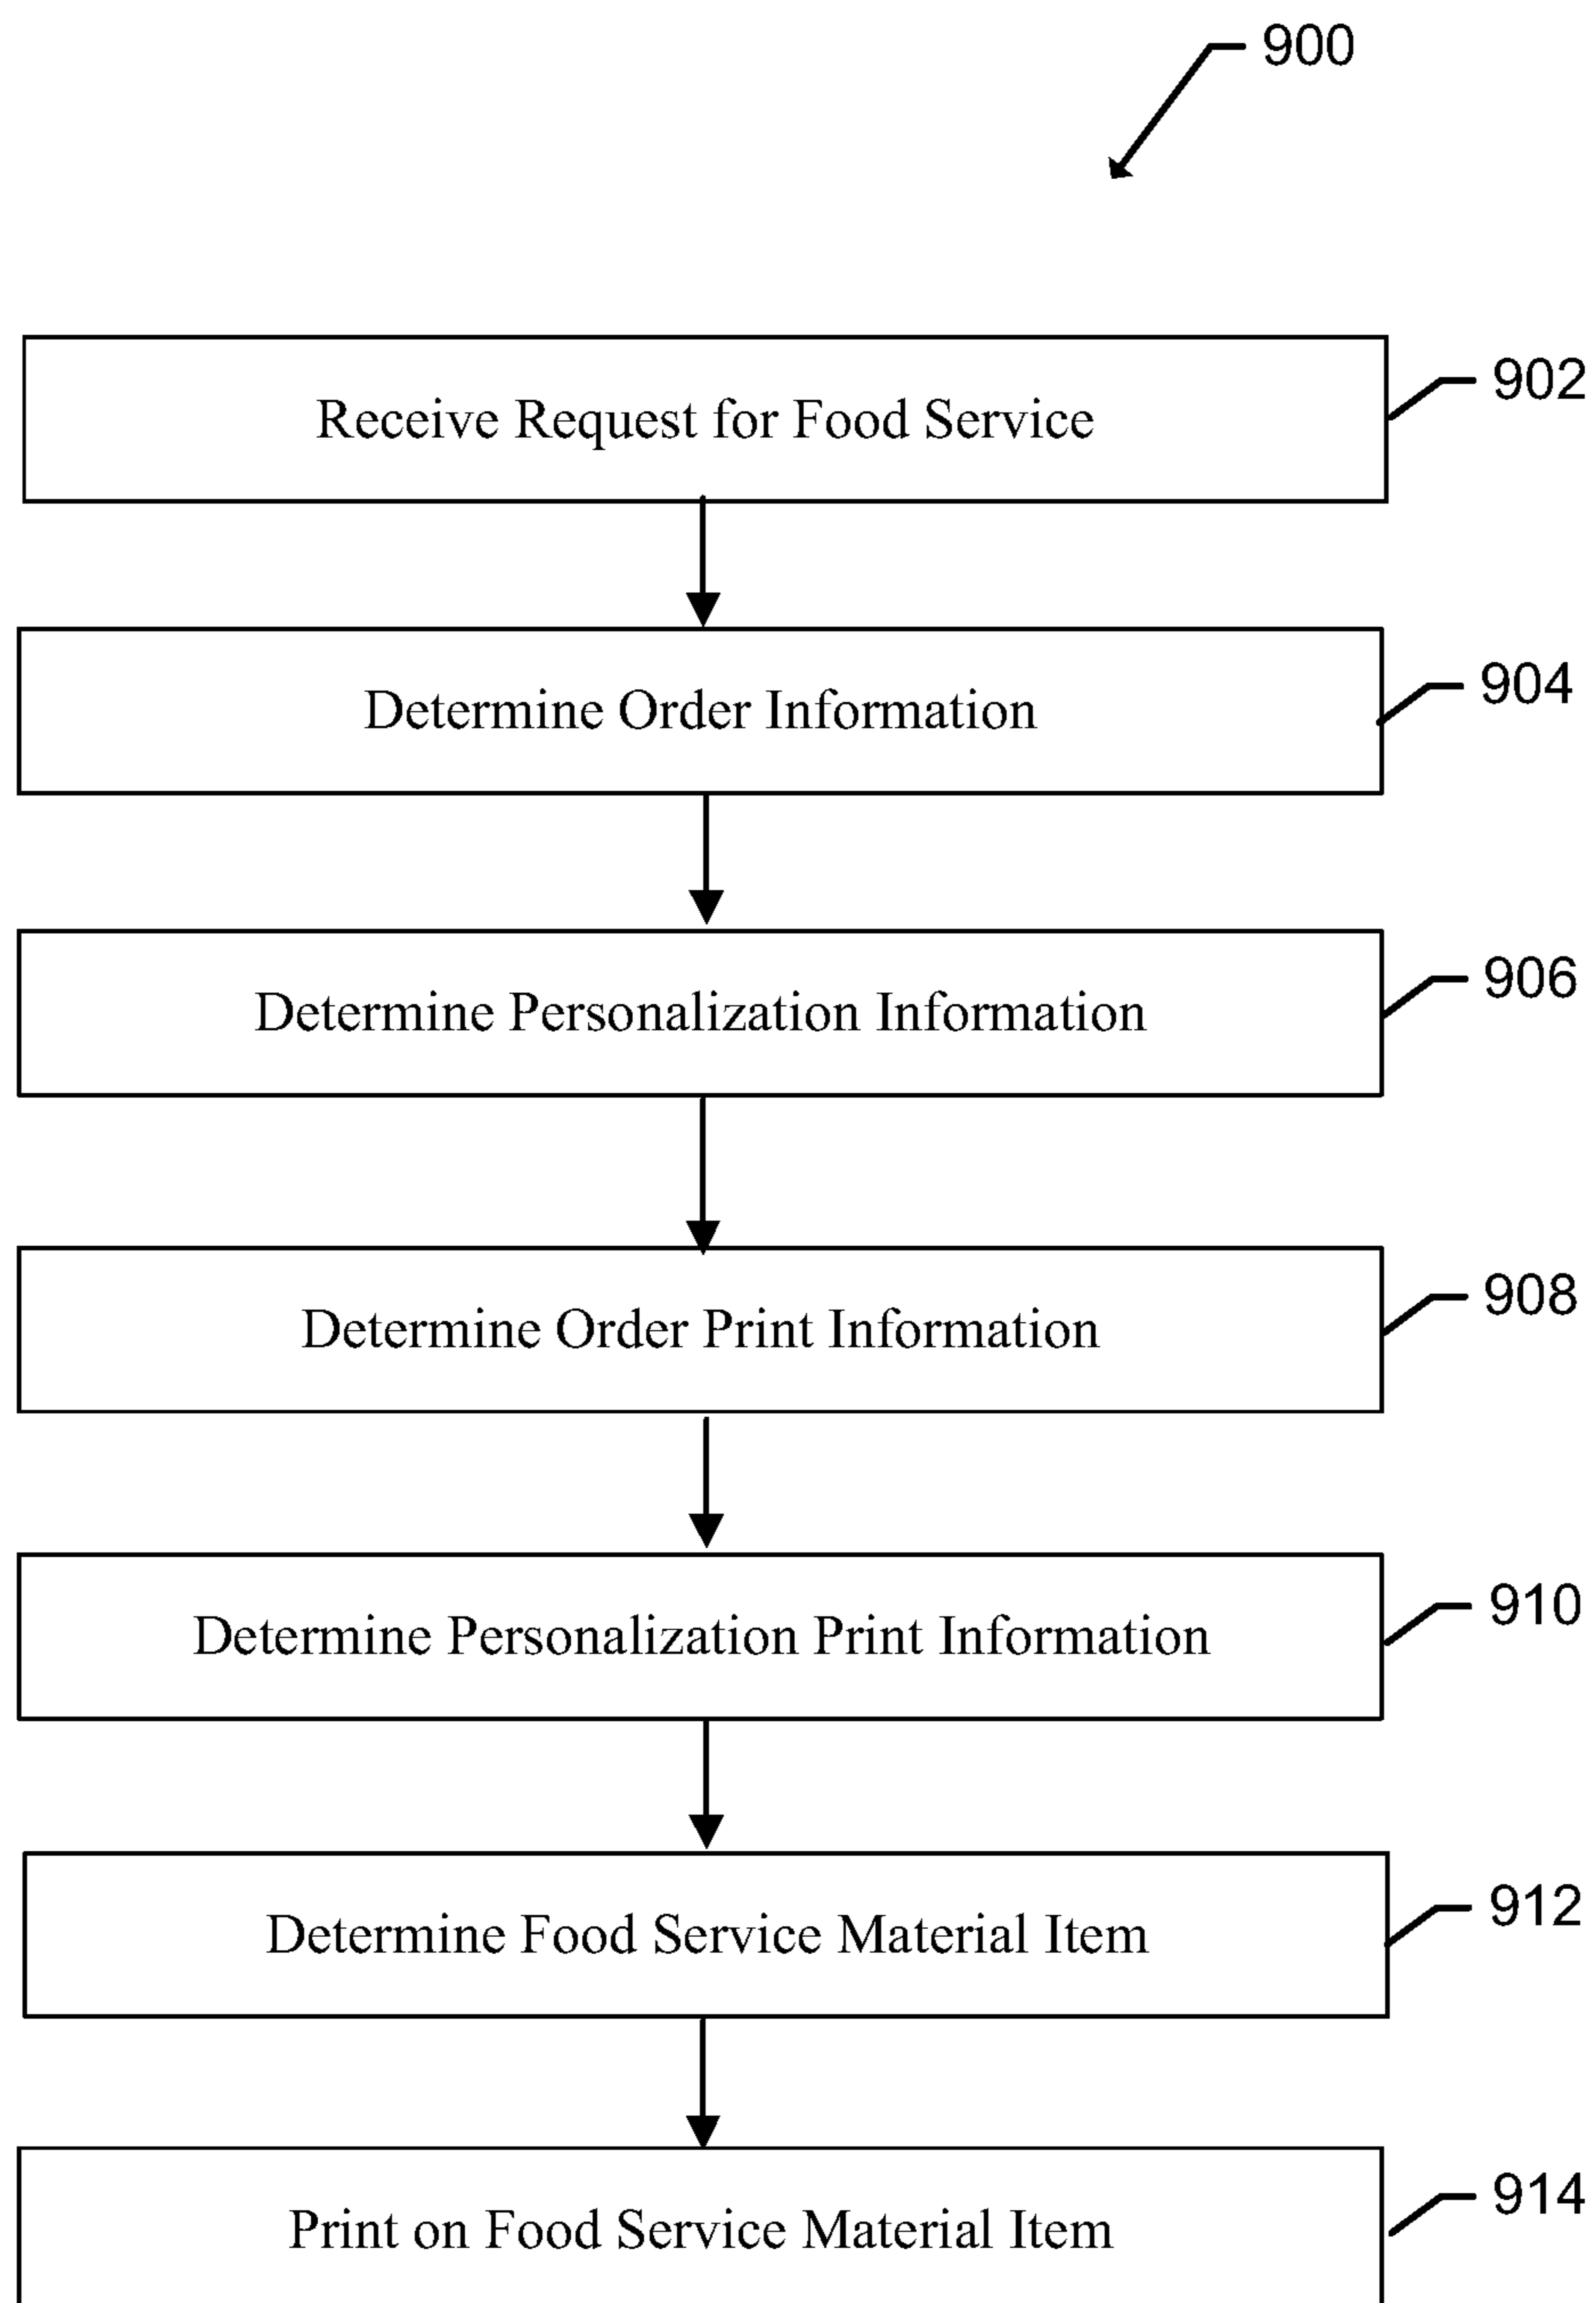 900
Receive Request for Food Service
902
Determine Order Information
904
Determine Personalization Information
906
Determine Order Print Information
908
Determine Personalization Print Information
910
Determine Food Service Material Item
912
Print on Food Service Material Item
914